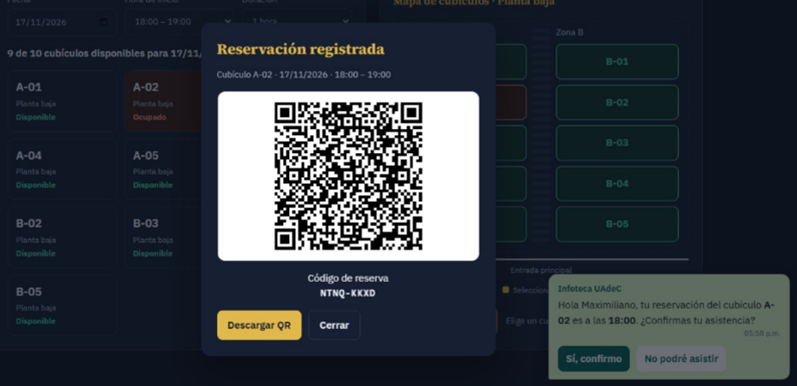 Mapa de cubículos · Planta baja
17/11/2026
18:00 – 19:00
1 hora
9 de 10 cubículos disponibles para 17/11/
A-01
Planta baja
Disponible
A-02
Planta baja
Ocupado
A-04
Planta baja
Disponible
A-05
Planta baja
Disponible
B-02
Planta baja
Disponible
B-03
Planta baja
Disponible
B-05
Planta baja
Disponible
Reservación registrada
Cubículo A-02 · 17/11/2026 · 18:00 – 19:00
Código de reserva
NTNQ-KKXD
Descargar QR
Cerrar
Zona B
B-01
B-02
B-03
B-04
B-05
Entrada principal
Elige un cu
Infoteca UAdeC
Hola Maximiliano, tu reservación del cubículo A-
02 es a las 18:00. ¿Confirmas tu asistencia?
05:58 p.m.
Sí, confirmo
No podré asistir